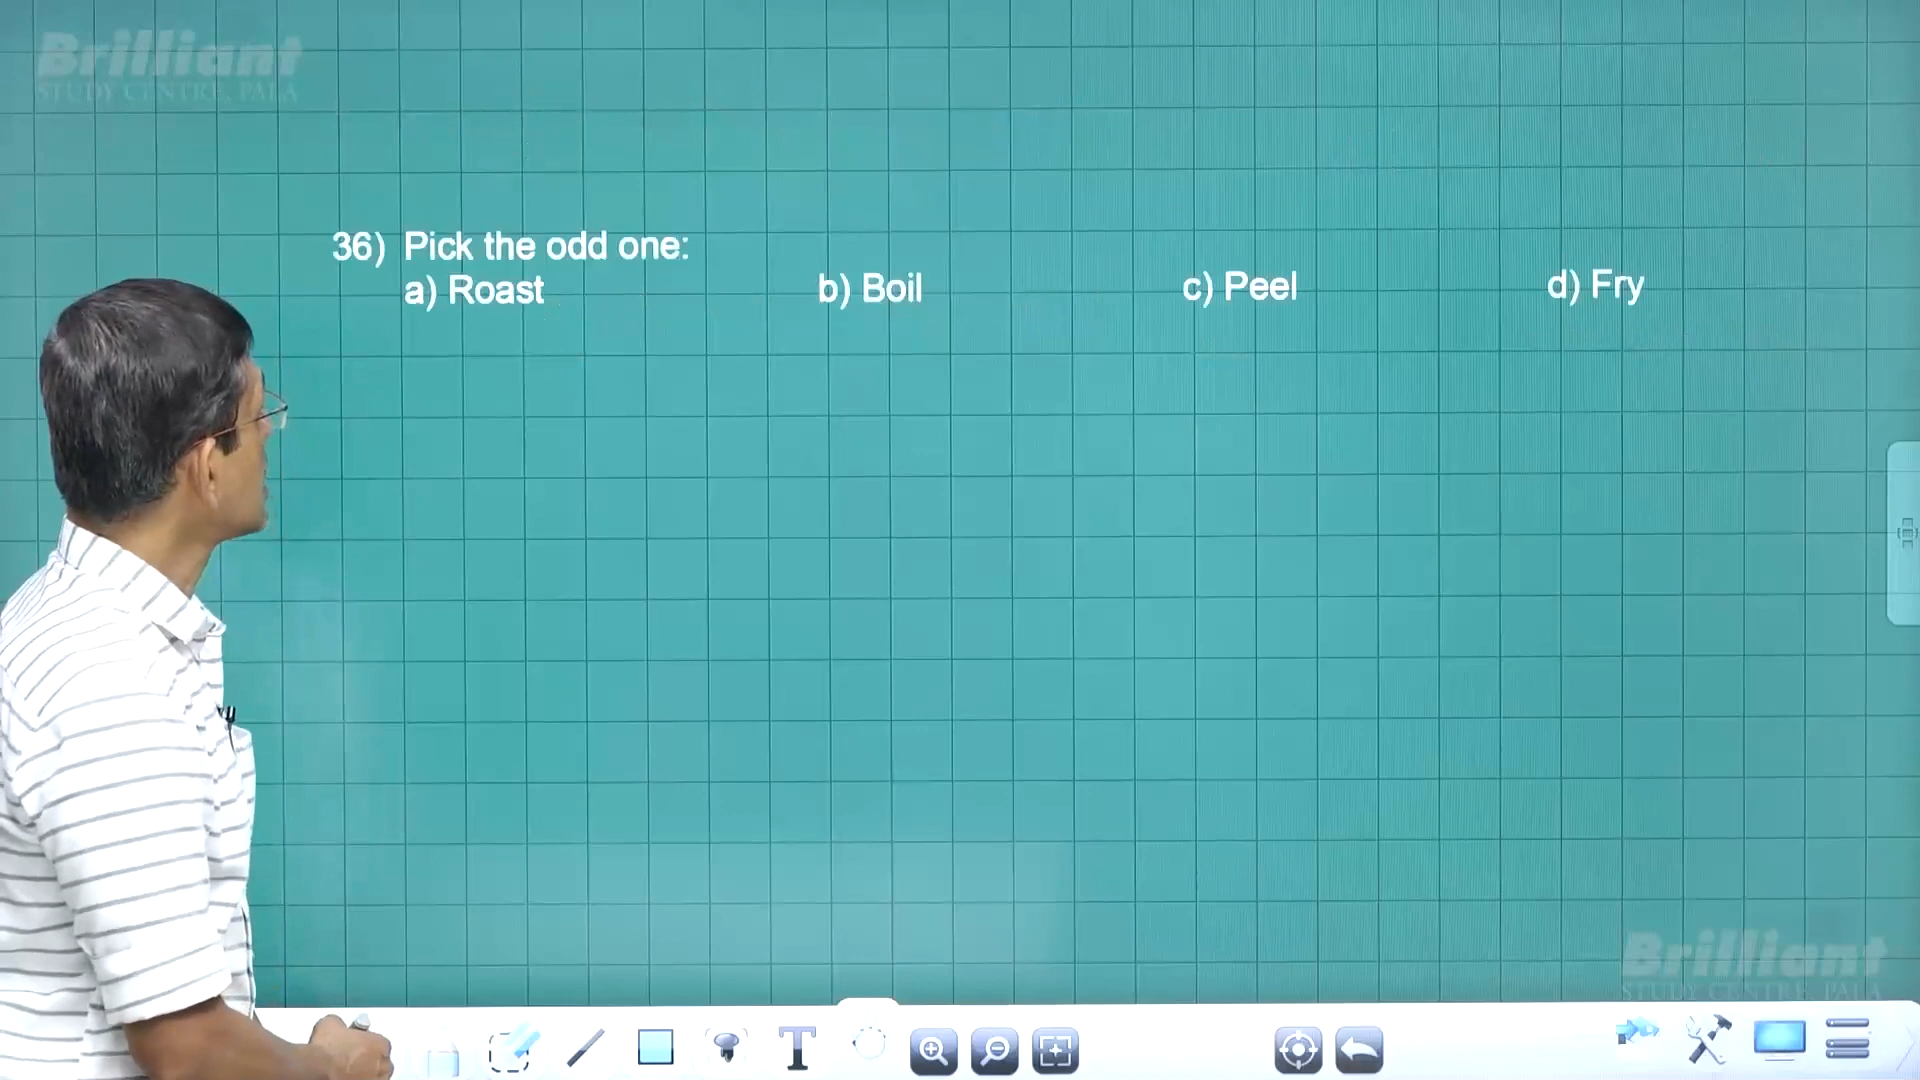 Brilliant
STUDY CENTRE, PALA
36) Pick the odd one:
a) Roast b) Boil c) Peel d) Fry
Brilliant
STUDY CENTRE, PALA
T